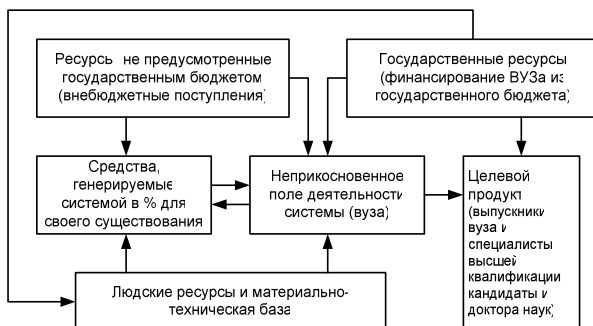 Ресурсы не предусмотренные
государственным бюджетом
(внебюджетные поступления)
Государственные ресурсы
(финансирование ВУЗа из
государственного бюджета)
Средства,
генерируемые
системой в % для
своего существования
Неприкосновенное
поле деятельности
системы (вуза)
Целевой
продукт
(выпускники
вуза и
специалисты
высшей
квалификации
кандидаты и
доктора наук)
Людские ресурсы и материально-
техническая база